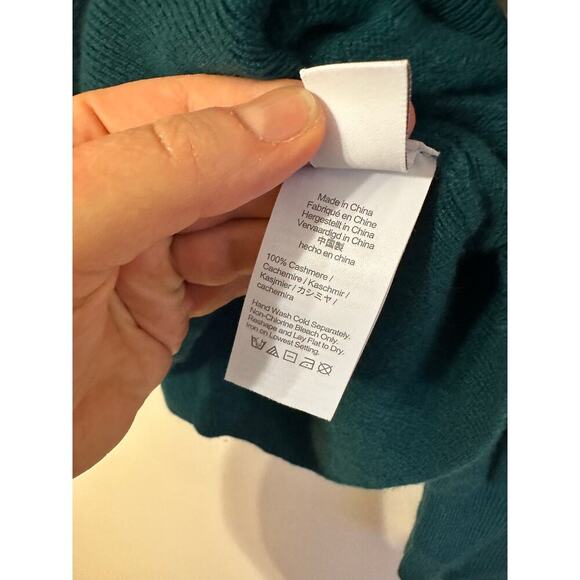 Made in China
Fabriqué en Chine
Hergestellt in China
Vervaardigd in China
中国製
hecho en china
100% Cashmere /
Cachemire / Kaschmir /
Kasjmier / カシミヤ /
cachemira
Hand Wash Cold Separately.
Non-Chlorine Bleach Only.
Reshape and Lay Flat to Dry.
Iron on Lowest Setting.